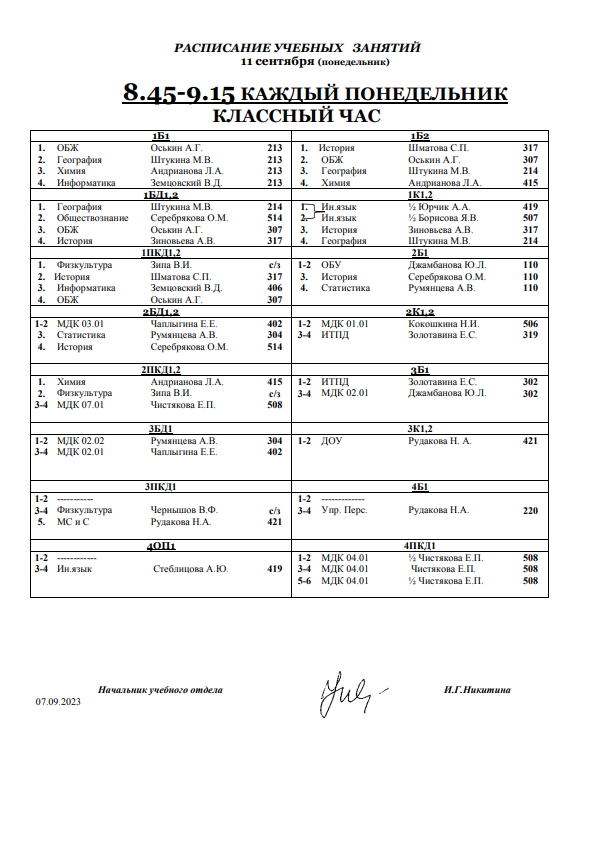 РАСПИСАНИЕ УЧЕБНЫХ ЗАНЯТИЙ
11 сентября (понедельник)
8.45-9.15 КАЖДЫЙ ПОНЕДЕЛЬНИК
КЛАССНЫЙ ЧАС
1Б1
1. ОБЖ Оськин А.Г. 213
2. География Штукина М.В. 213
3. Химия Андрианова Л.А. 213
4. Информатика Земцовский В.Д. 213
1Б2
1. История Шматова С.П. 317
2. ОБЖ Оськин А.Г. 307
3. География Штукина М.В. 214
4. Химия Андрианова Л.А. 415
1БД1,2
1. География Штукина М.В. 214
2. Обществознание Серебрякова О.М. 514
3. ОБЖ Оськин А.Г. 307
4. История Зиновьева А.В. 317
1К1,2
1. Ин.язык ½ Юрчик А.А. 419
2. Ин.язык ½ Борисова Я.В. 507
3. История Зиновьева А.В. 317
4. География Штукина М.В. 214
1ПКД1,2
1. Физкультура Зипа В.И. с/з
2. История Шматова С.П. 317
3. Информатика Земцовский В.Д. 406
4. ОБЖ Оськин А.Г. 307
2Б1
1-2 ОБУ Джамбанова Ю.Л. 110
3. История Серебрякова О.М. 110
4. Статистика Румянцева А.В. 110
2БД1,2
1-2 МДК 03.01 Чаплыгина Е.Е. 402
3. Статистика Румянцева А.В. 304
4. История Серебрякова О.М. 514
2К1,2
1-2 МДК 01.01 Кокошкина Н.И. 506
3-4 ИТПД Золотавина Е.С. 319
2ПКД1,2
1. Химия Андрианова Л.А. 415
2. Физкультура Зипа В.И. с/з
3-4 МДК 07.01 Чистякова Е.П. 508
3Б1
1-2 ИТПД Золотавина Е.С. 302
3-4 МДК 02.01 Джамбанова Ю.Л. 302
3БД1
1-2 МДК 02.02 Румянцева А.В. 304
3-4 МДК 02.01 Чаплыгина Е.Е. 402
3К1,2
1-2 ДОУ Рудакова Н. А. 421
3ПКД1
1-2 -----------
3-4 Физкультура Чернышов В.Ф. с/з
5. МС и С Рудакова Н.А. 421
4Б1
1-2 -------------
3-4 Упр. Перс. Рудакова Н.А. 220
4ОП1
1-2 ------------
3-4 Ин.язык Стеблицова А.Ю. 419
4ПКД1
1-2 МДК 04.01 ½ Чистякова Е.П. 508
3-4 МДК 04.01 Чистякова Е.П. 508
5-6 МДК 04.01 ½ Чистякова Е.П. 508
Начальник учебного отдела И.Г.Никитина
07.09.2023